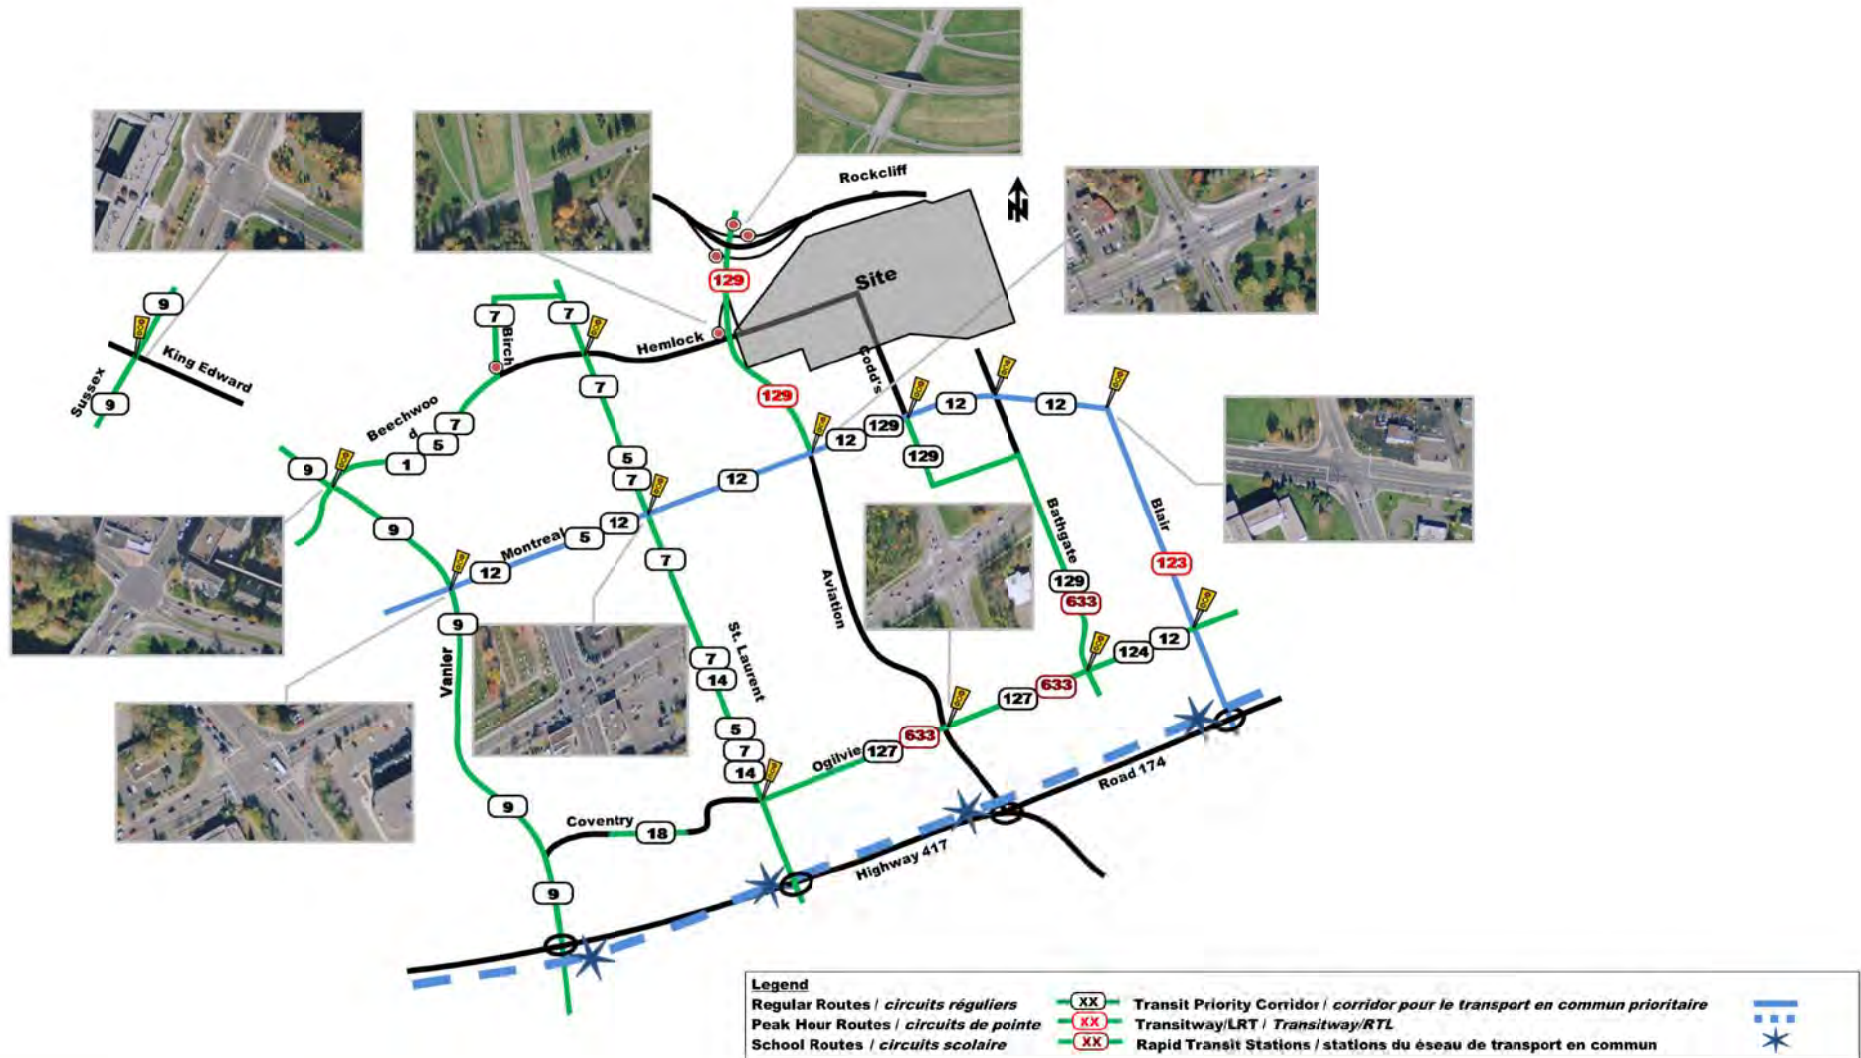 Rockcliff
N
Site
129
9
7
7
Birch
Hemlock
King Edward
Sussex
9
7
129
Codd's
12
12
Beechwoo
d
7
5
1
129
12
129
9
5
7
12
9
Montreal
5
12
12
7
Bathgate
Blair
123
129
633
Aviation
9
Vanier
7
St. Laurent
14
124
12
633
127
5
7
14
633
127
Ogilvie
Road 174
9
Coventry
18
Highway 417
9
Legend
Regular Routes / circuits réguliers
XX
Transit Priority Corridor / corridor pour le transport en commun prioritaire
Peak Hour Routes / circuits de pointe
XX
Transitway/LRT / Transitway/RTL
School Routes / circuits scolaire
XX
Rapid Transit Stations / stations du éseau de transport en commun